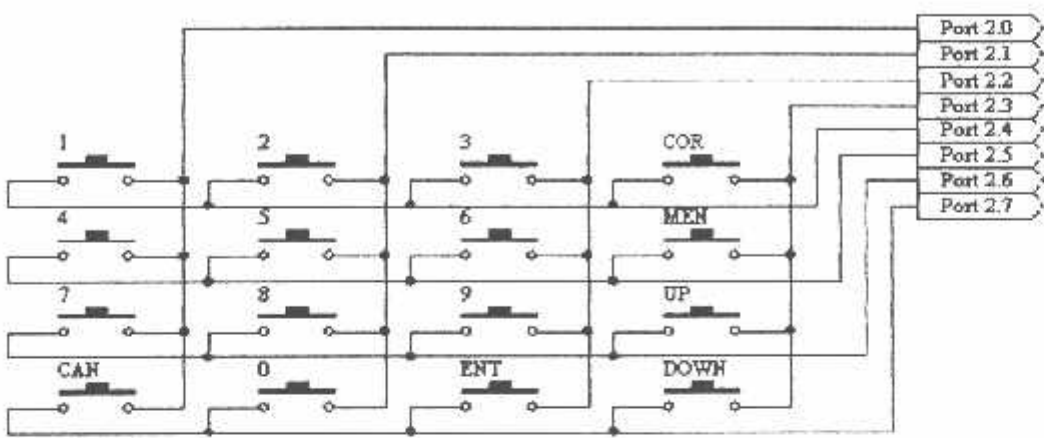 Port 2.0
Port 2.1
Port 2.2
Port 2.3
Port 2.4
Port 2.5
Port 2.6
Port 2.7
1 2 3 COR
4 5 6 MEN
7 8 9 UP
CAN 0 ENT DOWN